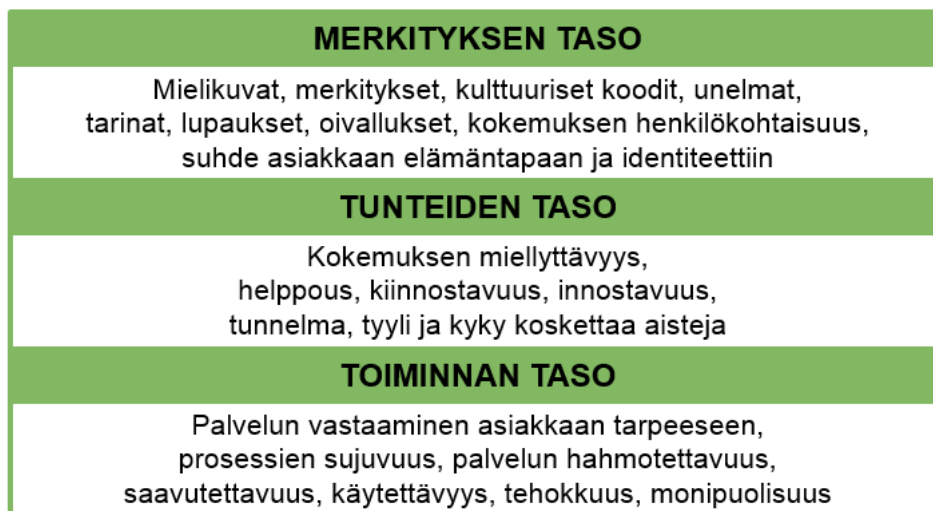 MERKITYKSEN TASO
Mielikuvat, merkitykset, kulttuuriset koodit, unelmat,
tarinat, lupaukset, oivallukset, kokemuksen henkilökohtaisuus,
suhde asiakkaan elämäntapaan ja identiteettiin
TUNTEIDEN TASO
Kokemuksen miellyttävyys,
helppous, kiinnostavuus, innostavuus,
tunnelma, tyyli ja kyky koskettaa aisteja
TOIMINNAN TASO
Palvelun vastaaminen asiakkaan tarpeeseen,
prosessien sujuvuus, palvelun hahmotettavuus,
saavutettavuus, käytettävyys, tehokkuus, monipuolisuus